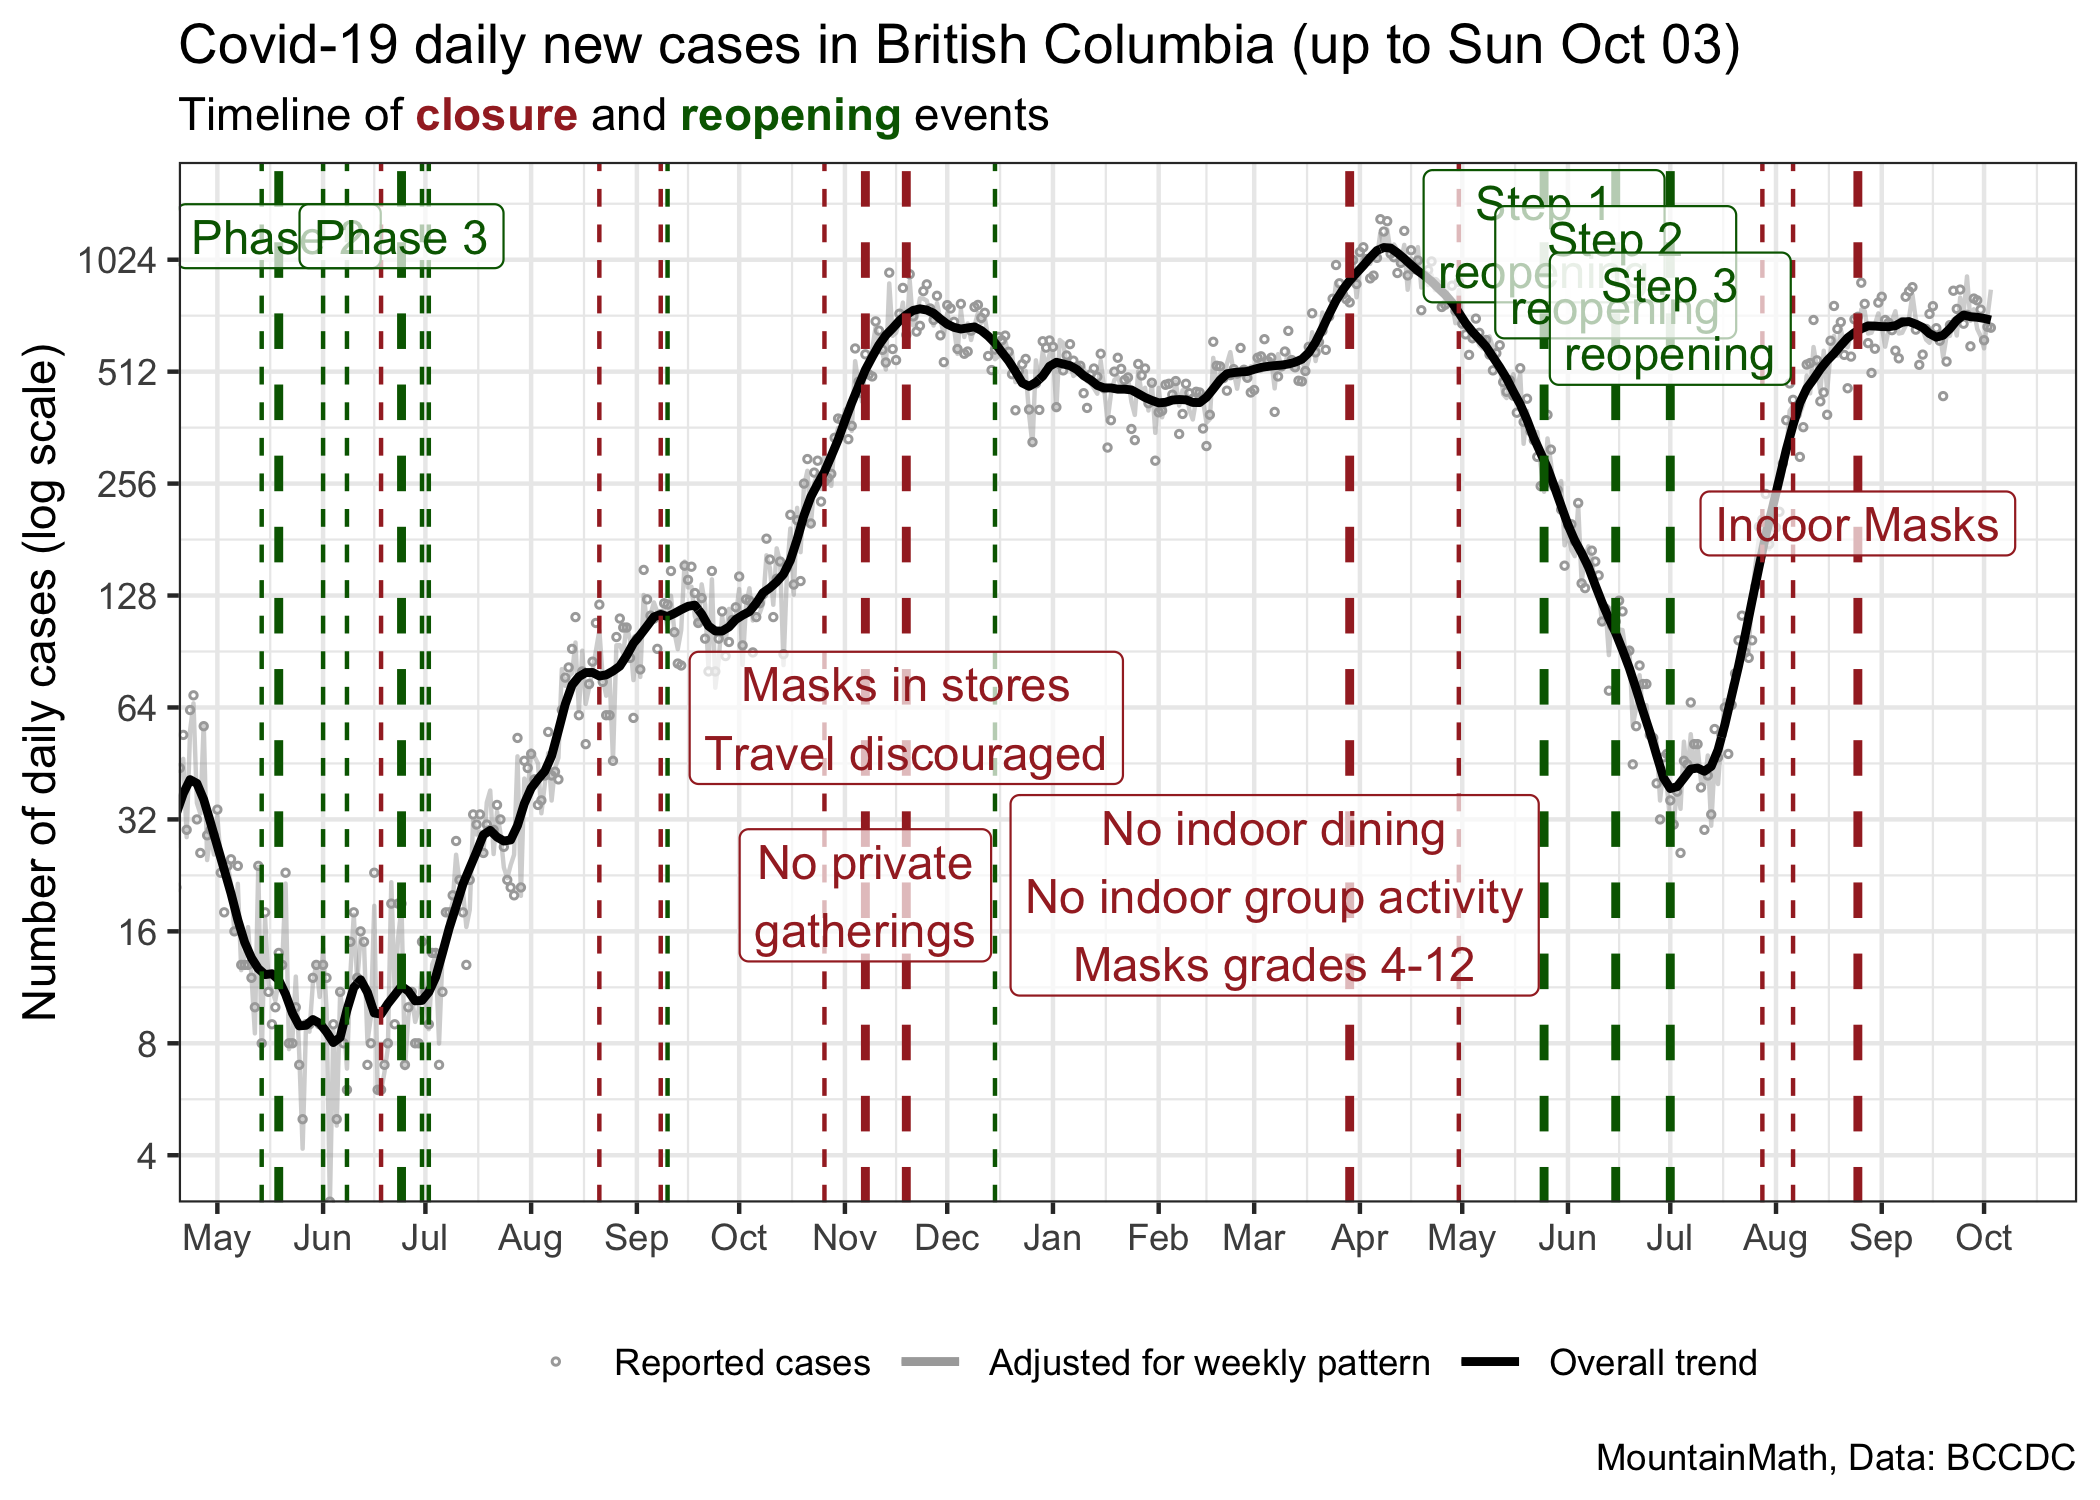 Covid-19 daily new cases in British Columbia (up to Sun Oct 03)
Timeline of closure and reopening events
Number of daily cases (log scale)
1024
512
256
128
64
32
16
8
4
Phase 2
Phase 3
Step 1
reopening
Step 2
reopening
Step 3
reopening
Indoor Masks
Masks in stores
Travel discouraged
No private
gatherings
No indoor dining
No indoor group activity
Masks grades 4-12
May Jun Jul Aug Sep Oct Nov Dec Jan Feb Mar Apr May Jun Jul Aug Sep Oct
Reported cases Adjusted for weekly pattern Overall trend
MountainMath, Data: BCCDC